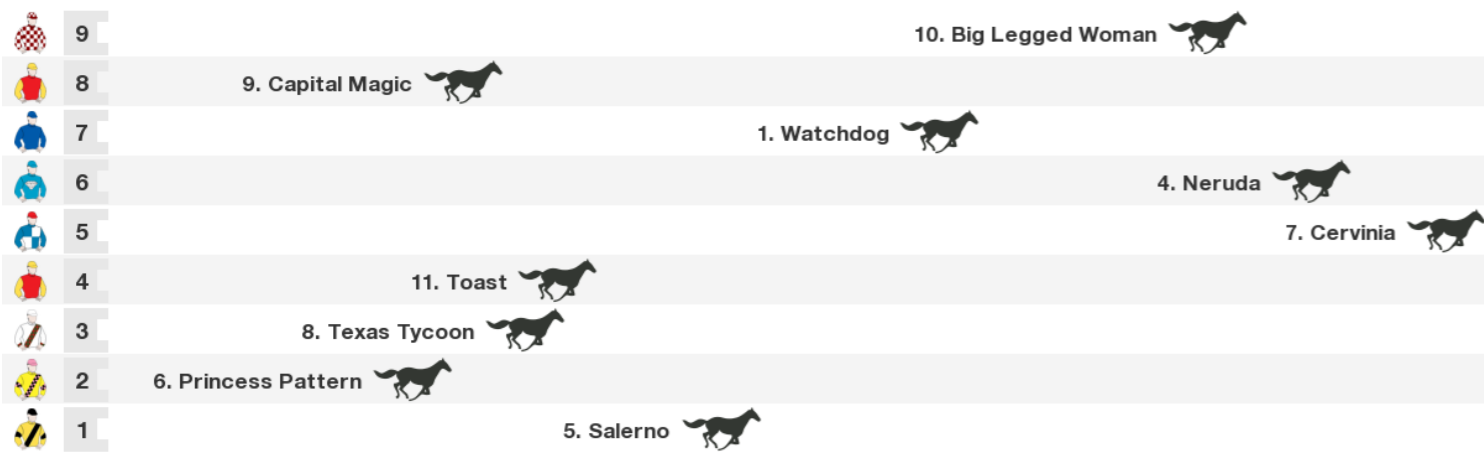 9 10. Big Legged Woman
8 9. Capital Magic
7 1. Watchdog
6 4. Neruda
5 7. Cervinia
4 11. Toast
3 8. Texas Tycoon
2 6. Princess Pattern
1 5. Salerno